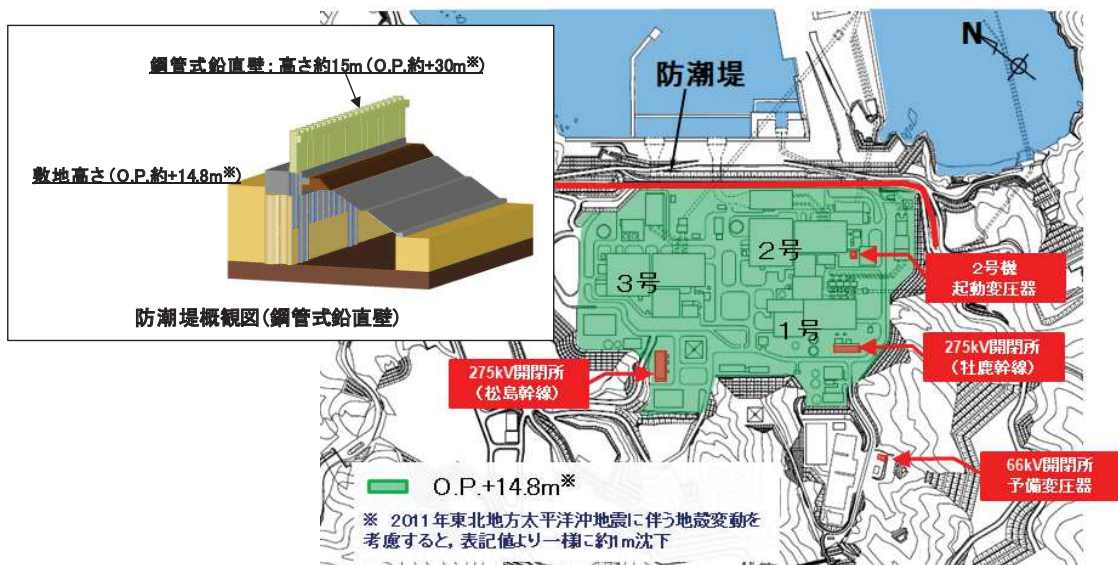 鋼管式鉛直壁:高さ約15m(O.P.約+30m※)
敷地高さ(O.P.約+14.8m※)
防潮堤概観図(鋼管式鉛直壁)
N
防潮堤
2号
3号
1号
2号機
起動変圧器
275kV開閉所
(牡鹿幹線)
275kV開閉所
(松島幹線)
66kV開閉所
予備変圧器
O.P.+14.8m※
※ 2011年東北地方太平洋沖地震に伴う地殻変動を
考慮すると,表記値より一様に約1m沈下